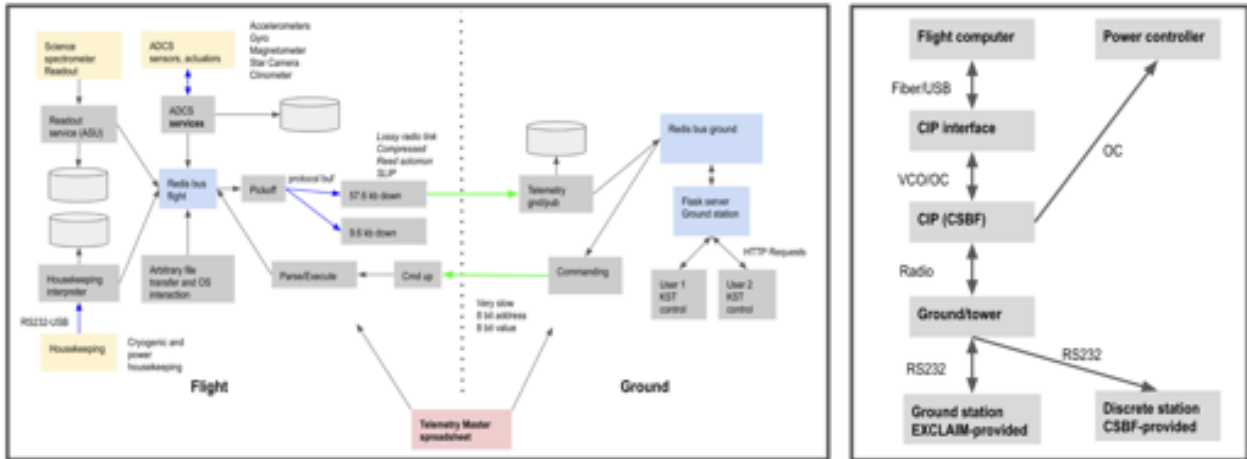 Science
spectrometer
Readout
ADCS
sensors, actuators
Accelerometers
Gyro
Magnetometer
Star Camera
Clinometer
Readout
service (ASU)
ADCS
services
Lossy radio link
Compressed
Reed solomon
SLIP
Redis bus
flight
Pickoff
protocol buf
57.6 kb down
9.6 kb down
Telemetry
gnd/pub
Redis bus ground
Flask server
Ground station
HTTP Requests
Housekeeping
interpreter
Arbitrary file
transfer and OS
interaction
Parse/Execute
Cmd up
Commanding
User 1
KST
control
User 2
KST
control
RS232-USB
Very slow
8 bit address
8 bit value
Housekeeping
Cryogenic and
power
housekeeping
Flight
Ground
Telemetry Master
spreadsheet
Flight computer
Power controller
Fiber/USB
CIP interface
OC
VCO/OC
CIP (CSBF)
Radio
Ground/tower
RS232
RS232
Ground station
EXCLAIM-provided
Discrete station
CSBF-provided